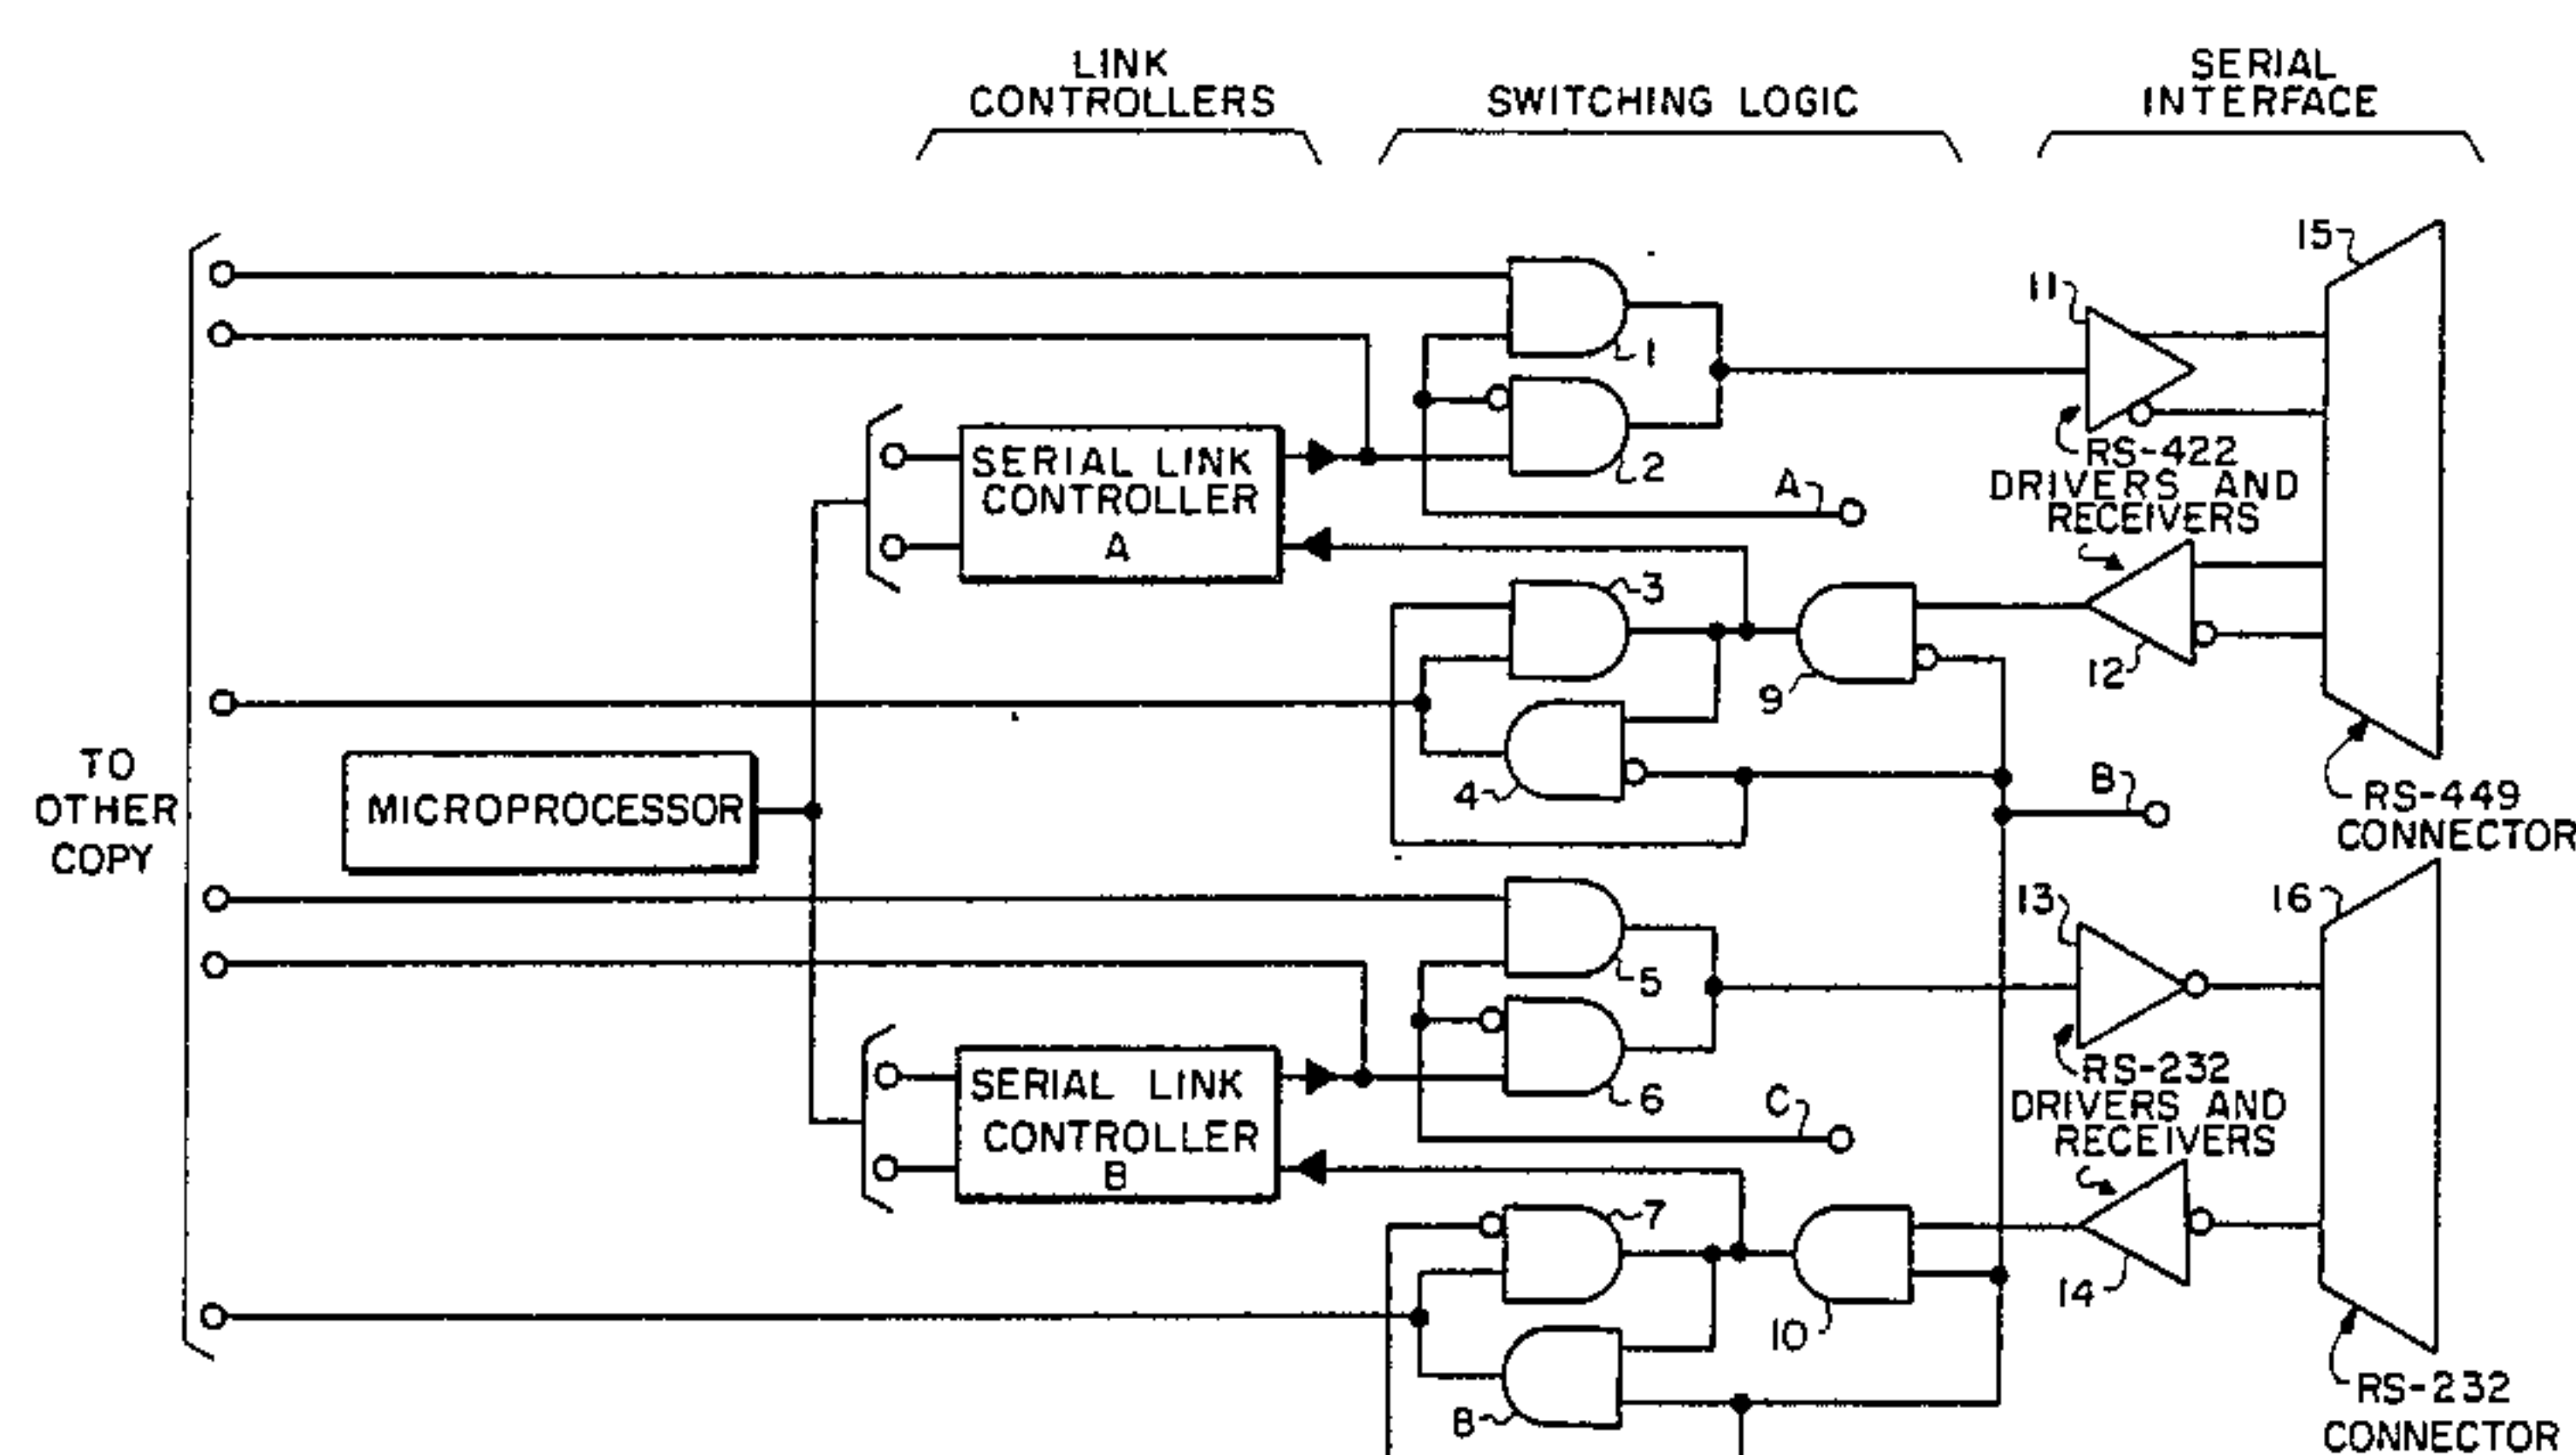 LINK
CONTROLLERS
SWITCHING LOGIC
SERIAL
INTERFACE
15
11
1
2
RS-422
DRIVERS AND
RECEIVERS
A
SERIAL LINK
CONTROLLER
A
3
9
12
4
B
RS-449
CONNECTOR
TO
OTHER
COPY
MICROPROCESSOR
13
16
5
6
RS-232
DRIVERS AND
RECEIVERS
C
SERIAL LINK
CONTROLLER
B
7
10
14
8
RS-232
CONNECTOR